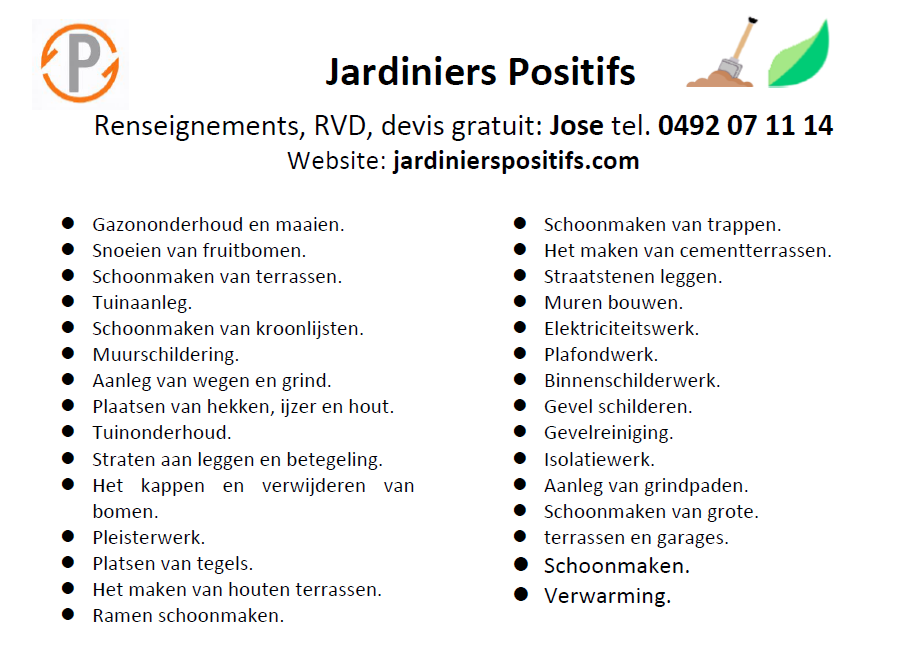 P
Jardiniers Positifs
Renseignements, RVD, devis gratuit: Jose tel. 0492 07 11 14
Website: jardinierspositifs.com
● Gazononderhoud en maaien.
● Snoeien van fruitbomen.
● Schoonmaken van terrassen.
● Tuinaanleg.
● Schoonmaken van kroonlijsten.
● Muurschildering.
● Aanleg van wegen en grind.
● Plaatsen van hekken, ijzer en hout.
● Tuinonderhoud.
● Straten aan leggen en betegeling.
● Het kappen en verwijderen van
bomen.
● Pleisterwerk.
● Platsen van tegels.
● Het maken van houten terrassen.
● Ramen schoonmaken.
● Schoonmaken van trappen.
● Het maken van cementterrassen.
● Straatstenen leggen.
● Muren bouwen.
● Elektriciteitswerk.
● Plafondwerk.
● Binnenschilderwerk.
● Gevel schilderen.
● Gevelreiniging.
● Isolatiewerk.
● Aanleg van grindpaden.
● Schoonmaken van grote.
● terrassen en garages.
● Schoonmaken.
● Verwarming.